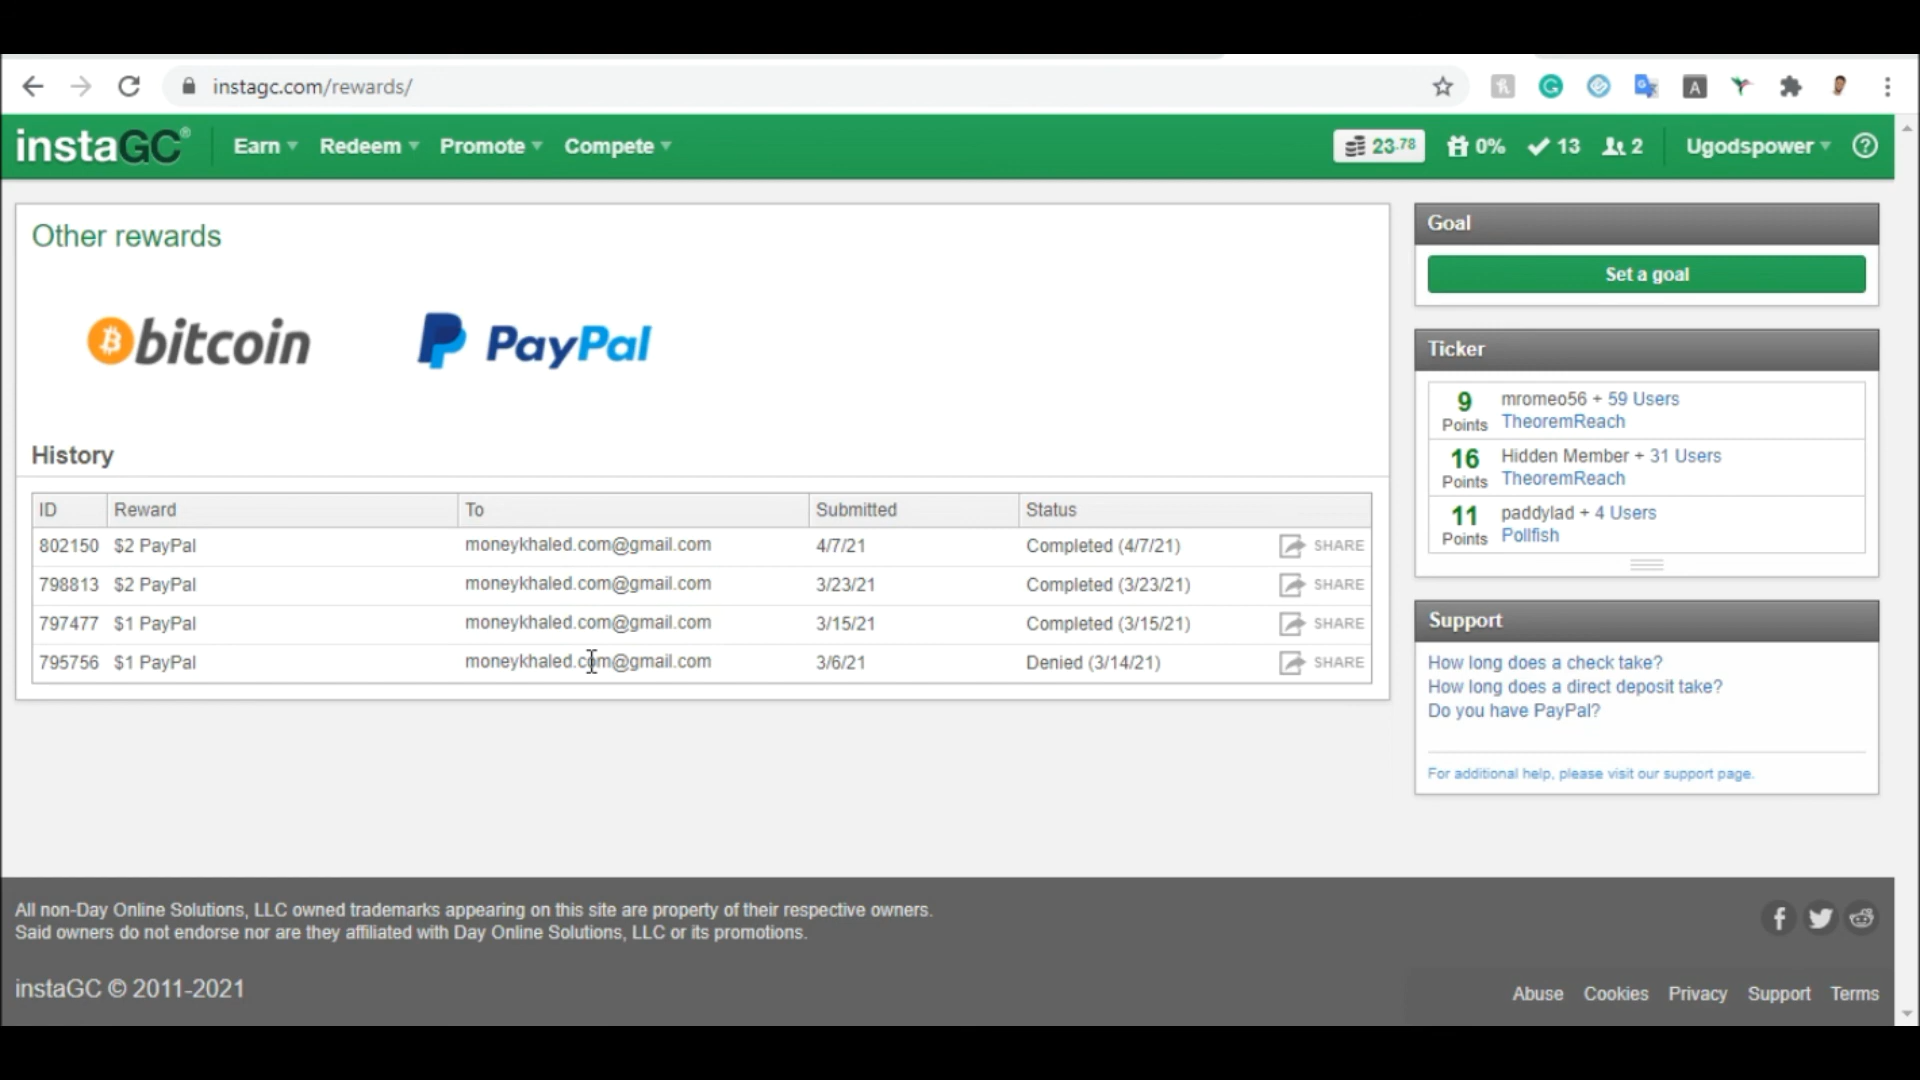 instagc.com/rewards/
instaGC® Earn Redeem Promote Compete 23.78 0% 13 2 Ugodspower ?
Other rewards
bitcoin PayPal
History
ID Reward To Submitted Status
802150 $2 PayPal moneykhaled.com@gmail.com 4/7/21 Completed (4/7/21) SHARE
798813 $2 PayPal moneykhaled.com@gmail.com 3/23/21 Completed (3/23/21) SHARE
797477 $1 PayPal moneykhaled.com@gmail.com 3/15/21 Completed (3/15/21) SHARE
795756 $1 PayPal moneykhaled.com@gmail.com 3/6/21 Denied (3/14/21) SHARE
Goal
Set a goal
Ticker
9 Points mromeo56 + 59 Users
TheoremReach
16 Points Hidden Member + 31 Users
TheoremReach
11 Points paddylad + 4 Users
Pollfish
Support
How long does a check take?
How long does a direct deposit take?
Do you have PayPal?
For additional help, please visit our support page.
All non-Day Online Solutions, LLC owned trademarks appearing on this site are property of their respective owners.
Said owners do not endorse nor are they affiliated with Day Online Solutions, LLC or its promotions.
instaGC © 2011-2021
Abuse Cookies Privacy Support Terms